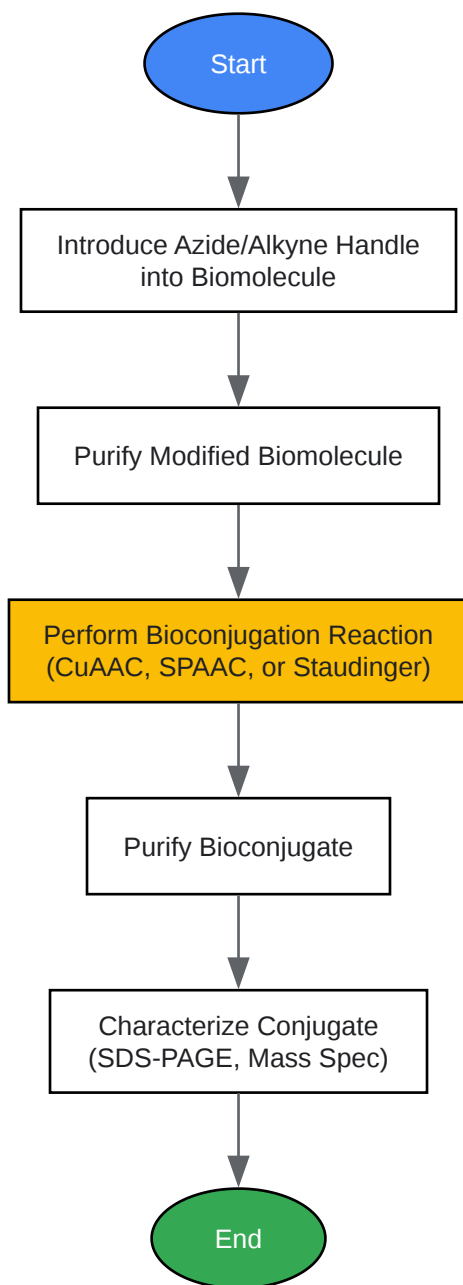 Start
Introduce Azide/Alkyne Handle
into Biomolecule
Purify Modified Biomolecule
Perform Bioconjugation Reaction
(CuAAC, SPAAC, or Staudinger)
Purify Bioconjugate
Characterize Conjugate
(SDS-PAGE, Mass Spec)
End